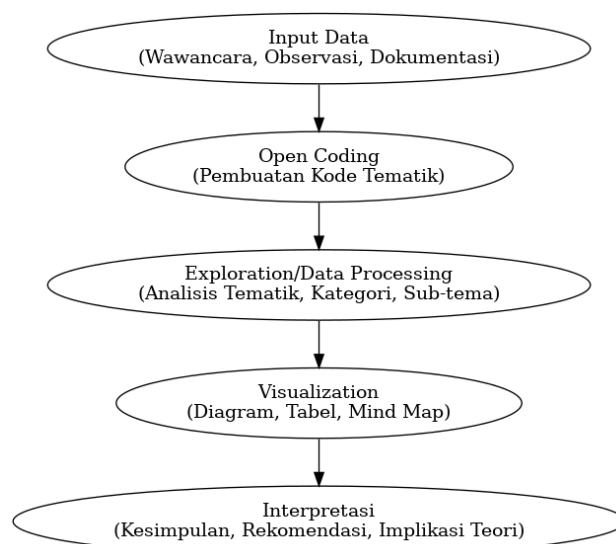 Input Data
(Wawancara, Observasi, Dokumentasi)
Open Coding
(Pembuatan Kode Tematik)
Exploration/Data Processing
(Analisis Tematik, Kategori, Sub-tema)
Visualization
(Diagram, Tabel, Mind Map)
Interpretasi
(Kesimpulan, Rekomendasi, Implikasi Teori)